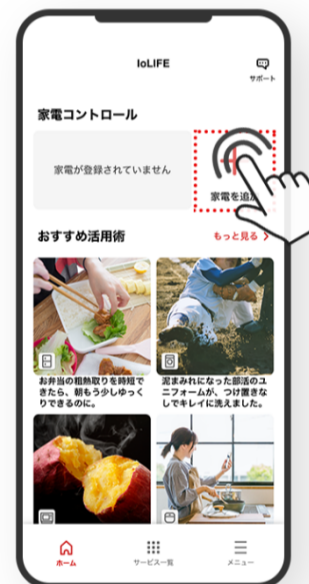 IoLIFE
サポート
家電コントロール
家電が登録されていません
家電を追加
おすすめ活用術
もっと見る
お弁当の粗熱取りを時短で
きたら、朝もう少しゆっく
りできるのに。
泥まみれになった部活のユ
ニフォームが、つけ置きな
しでキレイに洗えました。
ホーム
サービス一覧
メニュー